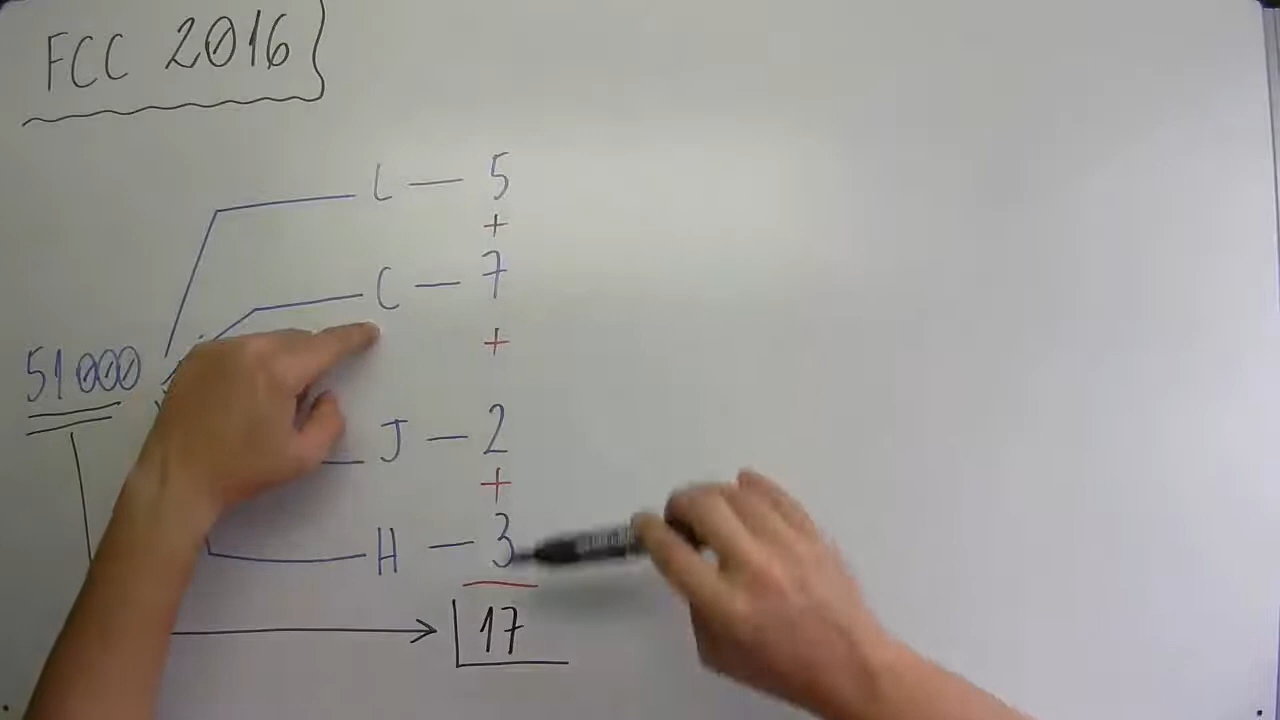 FCC 2016
L — 5
+
C — 7
+
51000
J — 2
+
H — 3
17